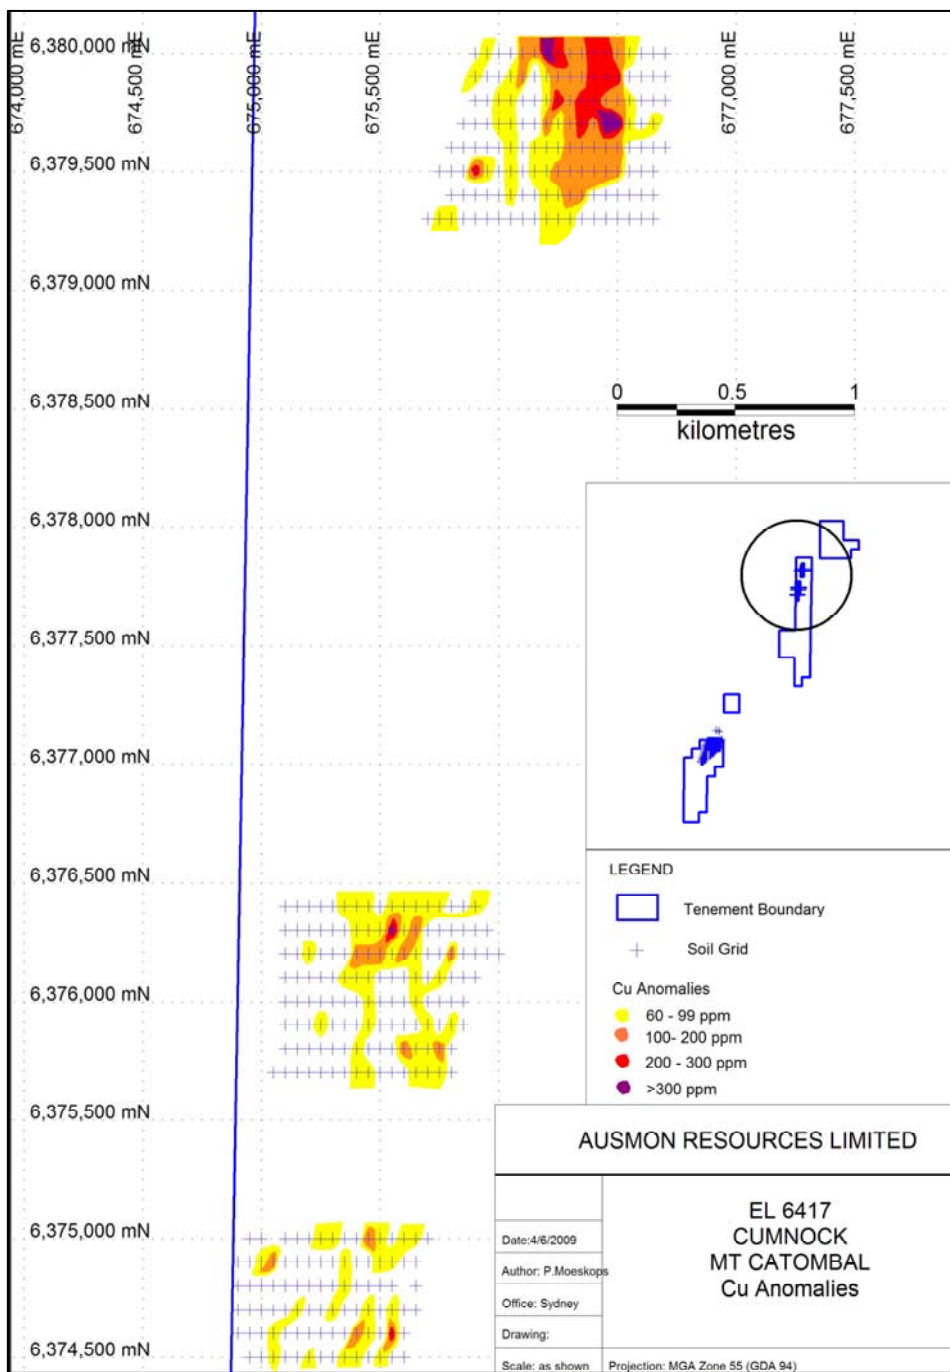 674,000 mE
674,500 mE
675,000 mE
675,500 mE
677,000 mE
677,500 mE
6,380,000 mN
6,379,500 mN
6,379,000 mN
6,378,500 mN
6,378,000 mN
6,377,500 mN
6,377,000 mN
6,376,500 mN
6,376,000 mN
6,375,500 mN
6,375,000 mN
6,374,500 mN
0 0.5 1
kilometres
LEGEND
Tenement Boundary
Soil Grid
Cu Anomalies
60 - 99 ppm
100- 200 ppm
200 - 300 ppm
>300 ppm
AUSMON RESOURCES LIMITED
EL 6417
CUMNOCK
MT CATOMBAL
Cu Anomalies
Date:4/6/2009
Author: P.Moeskops
Office: Sydney
Drawing:
Scale: as shown
Projection: MGA Zone 55 (GDA 94)